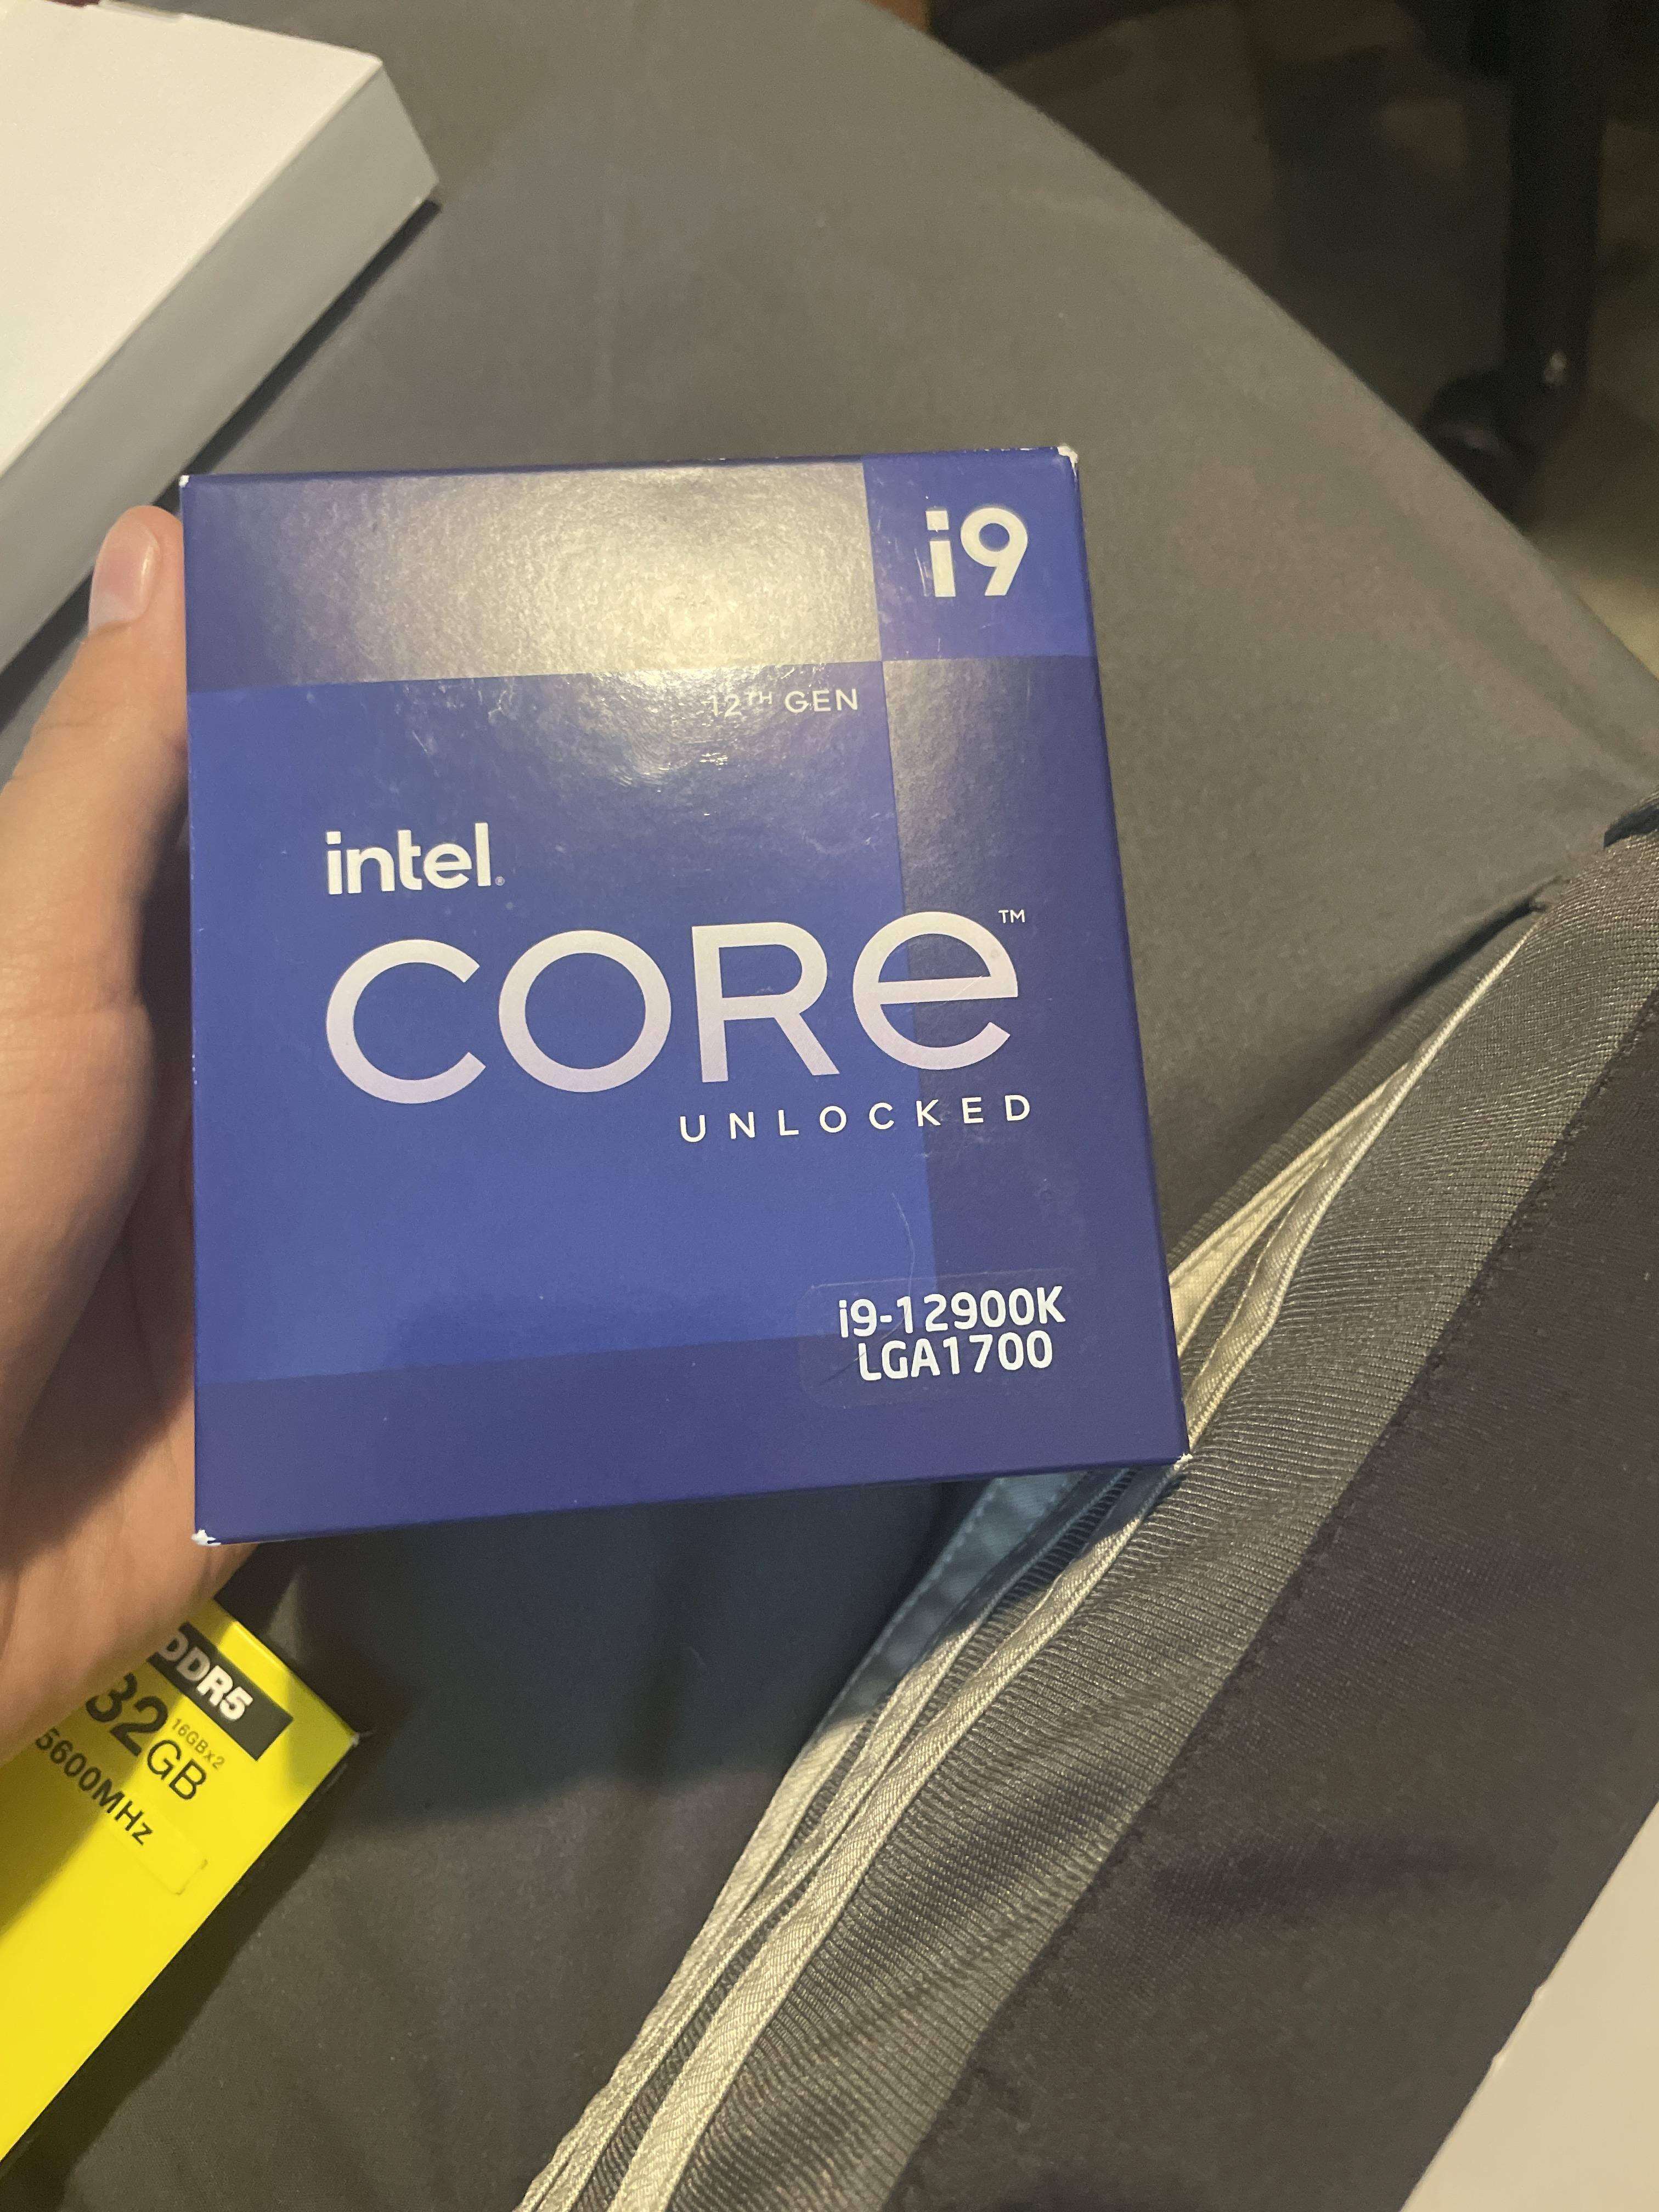 i9
12TH GEN
intel®
CORe™
UNLOCKED
i9-12900K
LGA1700
DDR5
32GB
16GBx2
5600MHz